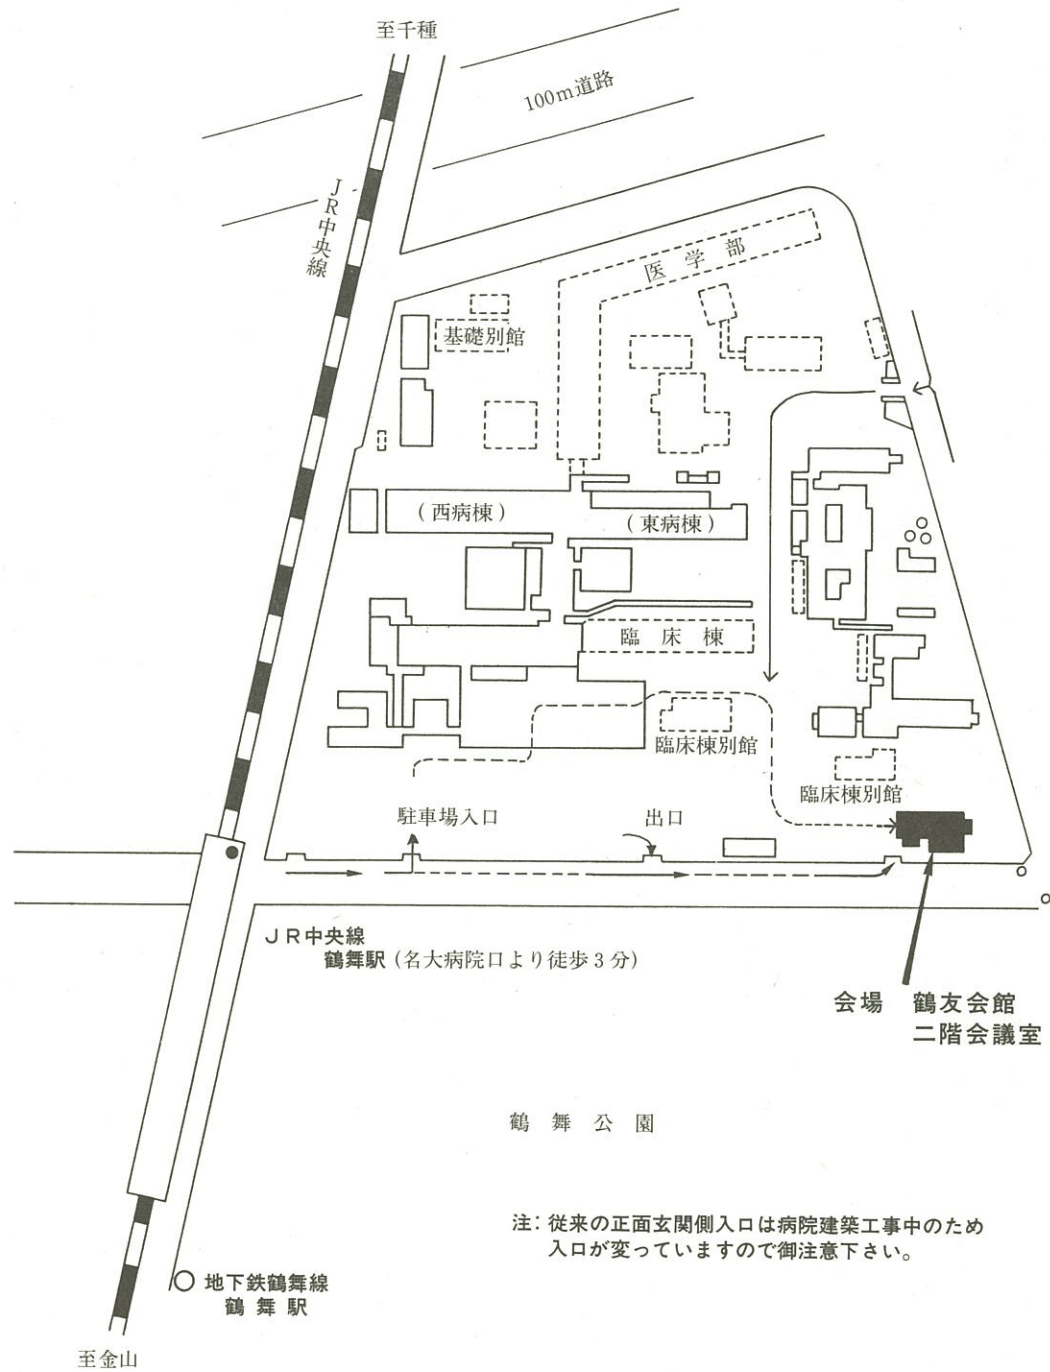 至千種
100m道路
JR中央線
医学部
基礎別館
(西病棟)
(東病棟)
臨床棟
臨床棟別館
臨床棟別館
駐車場入口
出口
JR中央線
鶴舞駅(名大病院口より徒歩3分)
会場 鶴友会館
二階会議室
鶴舞公園
注:従来の正面玄関側入口は病院建築工事中のため
入口が変っていますので御注意下さい。
地下鉄鶴舞線
鶴舞駅
至金山